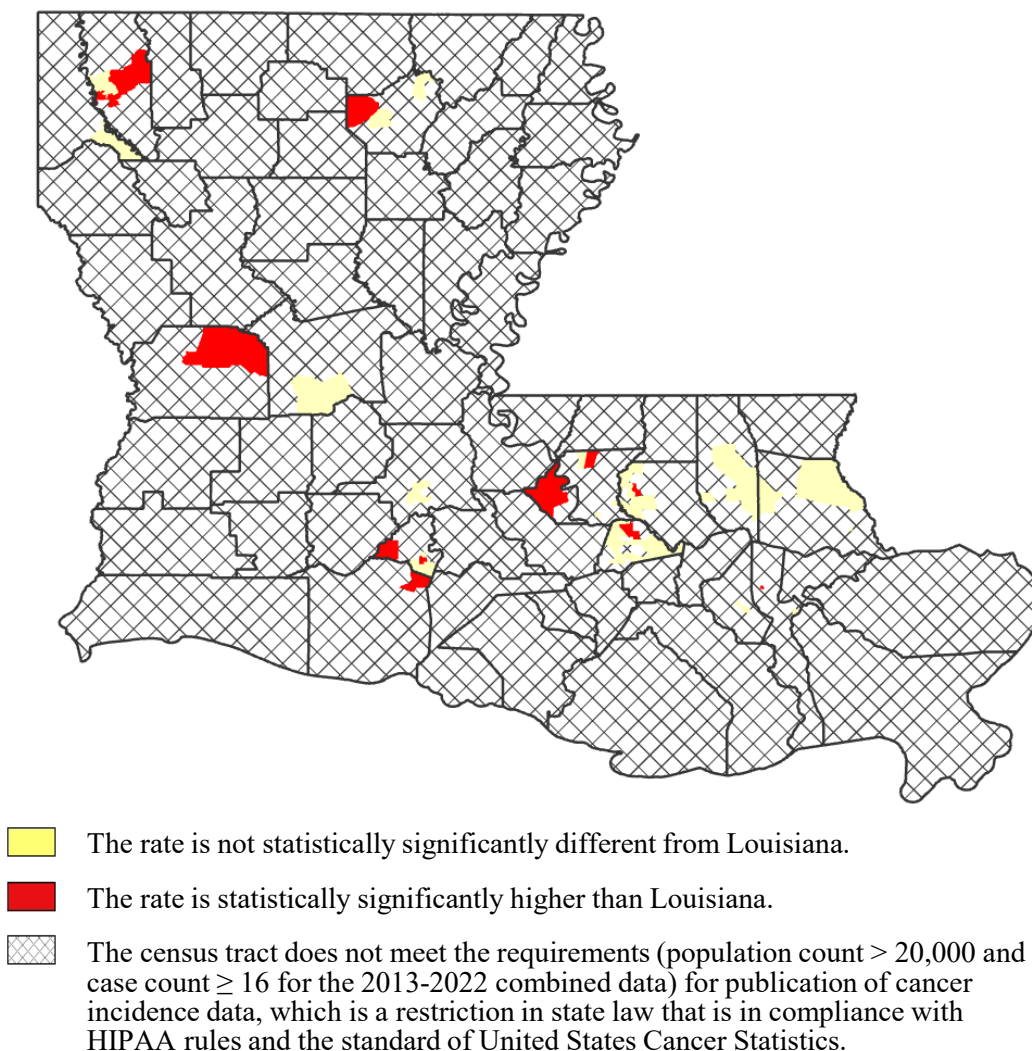 The rate is not statistically significantly different from Louisiana.
The rate is statistically significantly higher than Louisiana.
The census tract does not meet the requirements (population count > 20,000 and
case count ≥ 16 for the 2013-2022 combined data) for publication of cancer
incidence data, which is a restriction in state law that is in compliance with
HIPAA rules and the standard of United States Cancer Statistics.